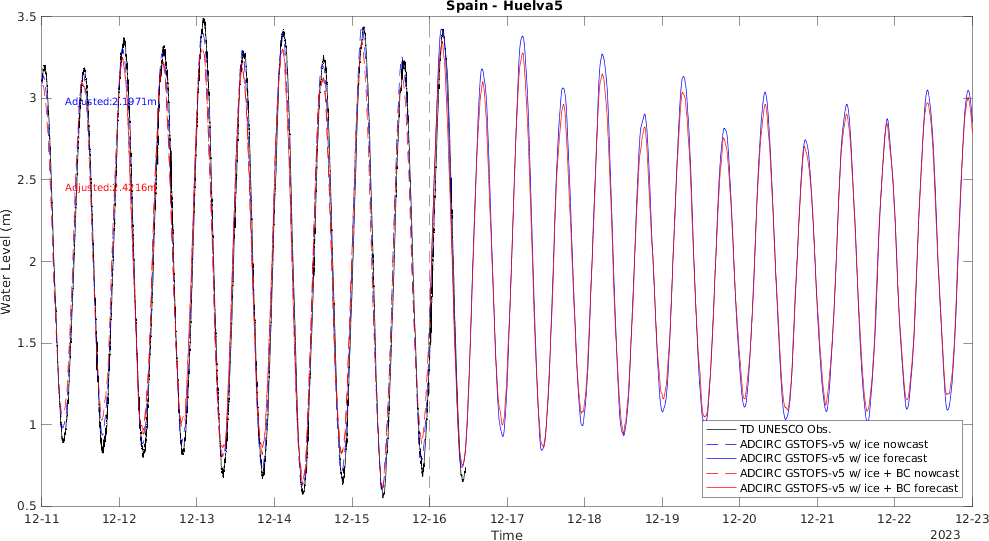 Spain - Huelva5
3.5
3
2.5
2
1.5
1
0.5
Water Level (m)
Adjusted:2.1971m
Adjusted:2.4216m
TD UNESCO Obs.
ADCIRC GSTOFS-v5 w/ ice nowcast
ADCIRC GSTOFS-v5 w/ ice forecast
ADCIRC GSTOFS-v5 w/ ice + BC nowcast
ADCIRC GSTOFS-v5 w/ ice + BC forecast
12-11 12-12 12-13 12-14 12-15 12-16 12-17 12-18 12-19 12-20 12-21 12-22 12-23
Time
2023